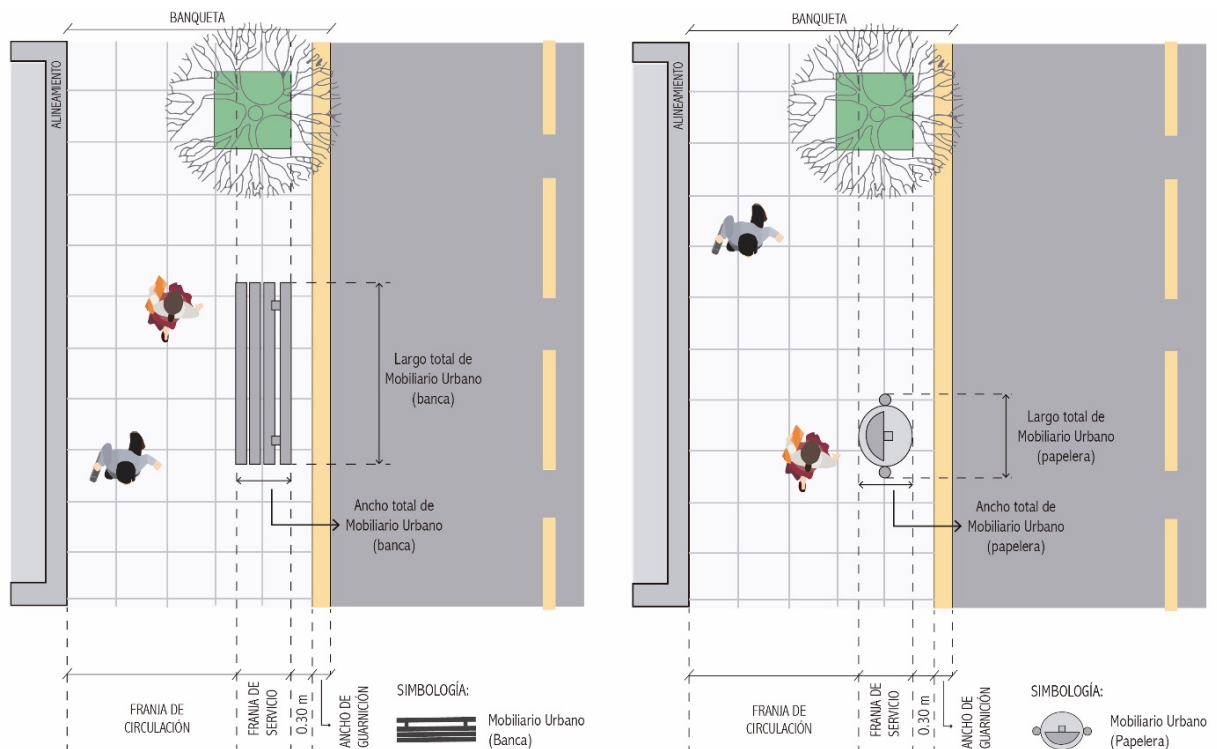 BANQUETA
ALINEAMIENTO
Largo total de
Mobiliario Urbano
(banca)
Ancho total de
Mobiliario Urbano
(banca)
FRANJA DE
CIRCULACIÓN
FRANJA DE
SERVICIO
0.30 m
ANCHO DE
GUARNICIÓN
SIMBOLOGÍA:
Mobiliario Urbano
(Banca)
BANQUETA
ALINEAMIENTO
Largo total de
Mobiliario Urbano
(papelera)
Ancho total de
Mobiliario Urbano
(papelera)
FRANJA DE
CIRCULACIÓN
FRANJA DE
SERVICIO
0.30 m
ANCHO DE
GUARNICIÓN
SIMBOLOGÍA:
Mobiliario Urbano
(Papelera)